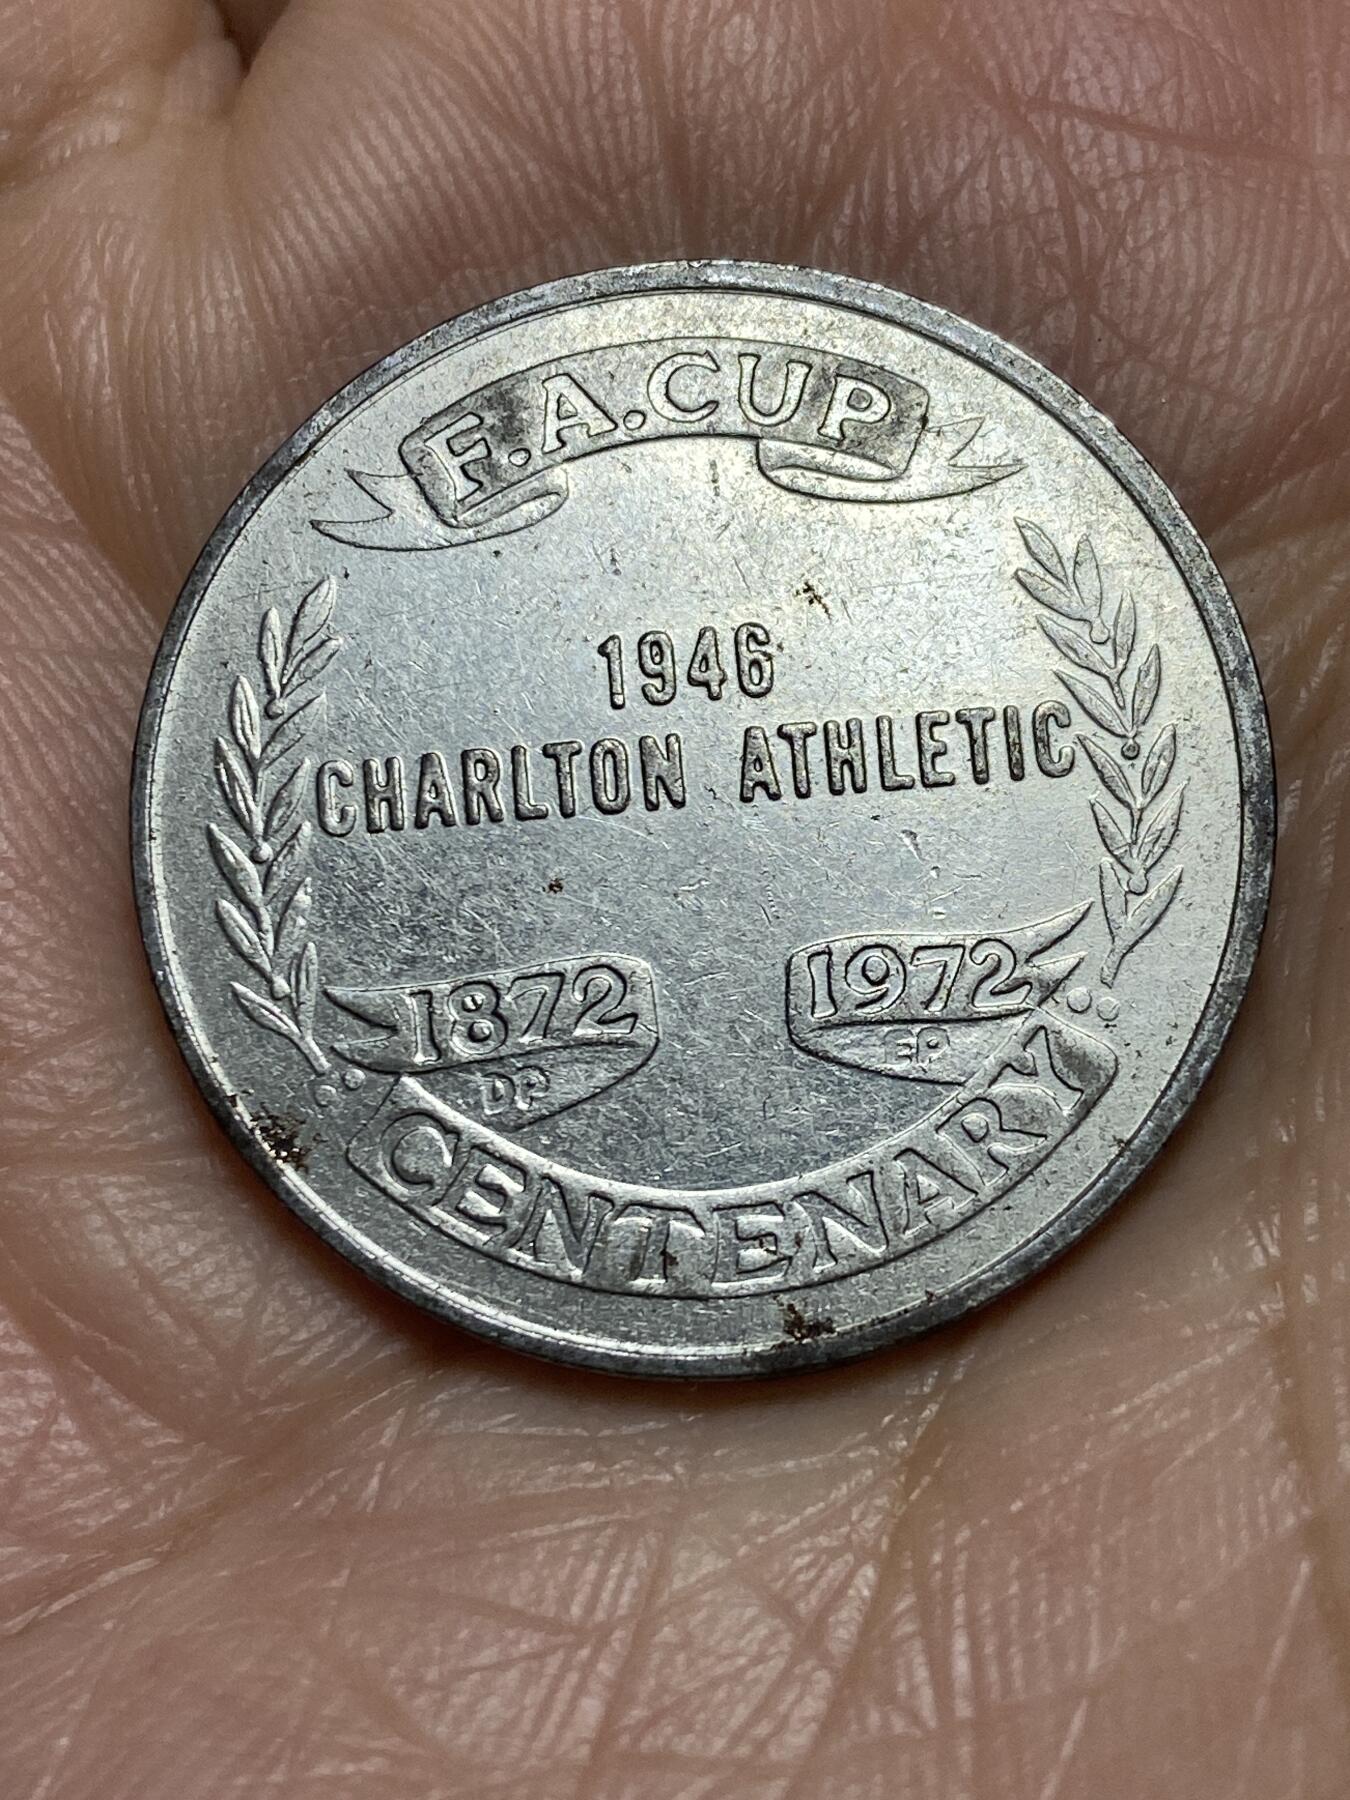 F.A.CUP
1946
CHARLTON ATHLETIC
1872
1972
DP
EP
CENTENARY